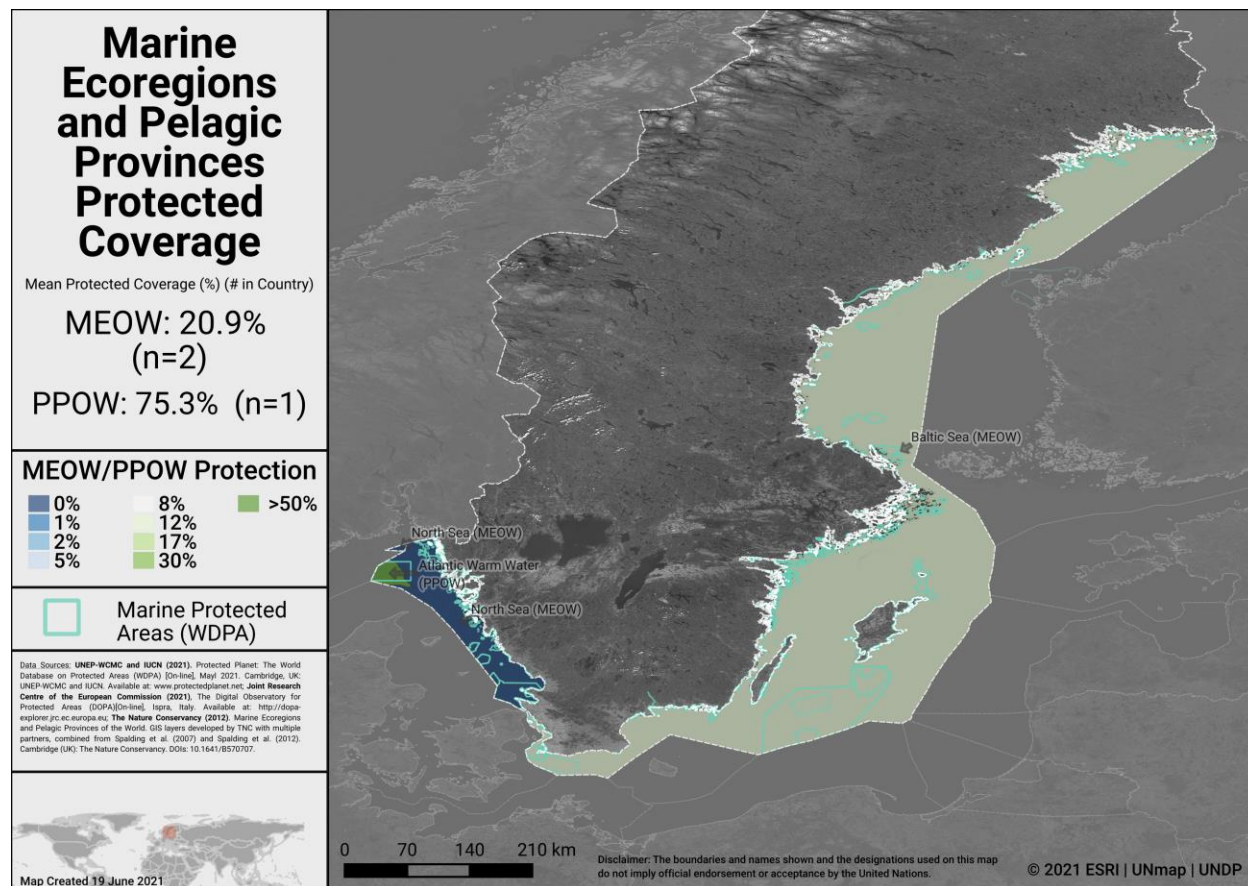 Marine
Ecoregions
and Pelagic
Provinces
Protected
Coverage
Mean Protected Coverage (%) (# in Country)
MEOW: 20.9%
(n=2)
PPOW: 75.3% (n=1)
MEOW/PPOW Protection
0% 8% >50%
1% 12%
2% 17%
5% 30%
Marine Protected
Areas (WDPA)
Data Sources: UNEP-WCMC and IUCN (2021). Protected Planet: The World
Database on Protected Areas (WDPA) [On-line], Mayl 2021. Cambridge, UK:
UNEP-WCMC and IUCN. Available at: www.protectedplanet.net; Joint Research
Centre of the European Commission (2021), The Digital Observatory for
Protected Areas (DOPA)[On-line], Ispra, Italy. Available at: http://dopa-
explorer.jrc.ec.europa.eu; The Nature Conservancy (2012). Marine Ecoregions
and Pelagic Provinces of the World. GIS layers developed by TNC with multiple
partners, combined from Spalding et al. (2007) and Spalding et al. (2012).
Cambridge (UK): The Nature Conservancy. DOIs: 10.1641/B570707.
Map Created 19 June 2021
Baltic Sea (MEOW)
North Sea (MEOW)
Atlantic Warm Water
(PPOW)
North Sea (MEOW)
0 70 140 210 km
Disclaimer: The boundaries and names shown and the designations used on this map
do not imply official endorsement or acceptance by the United Nations.
© 2021 ESRI | UNmap | UNDP